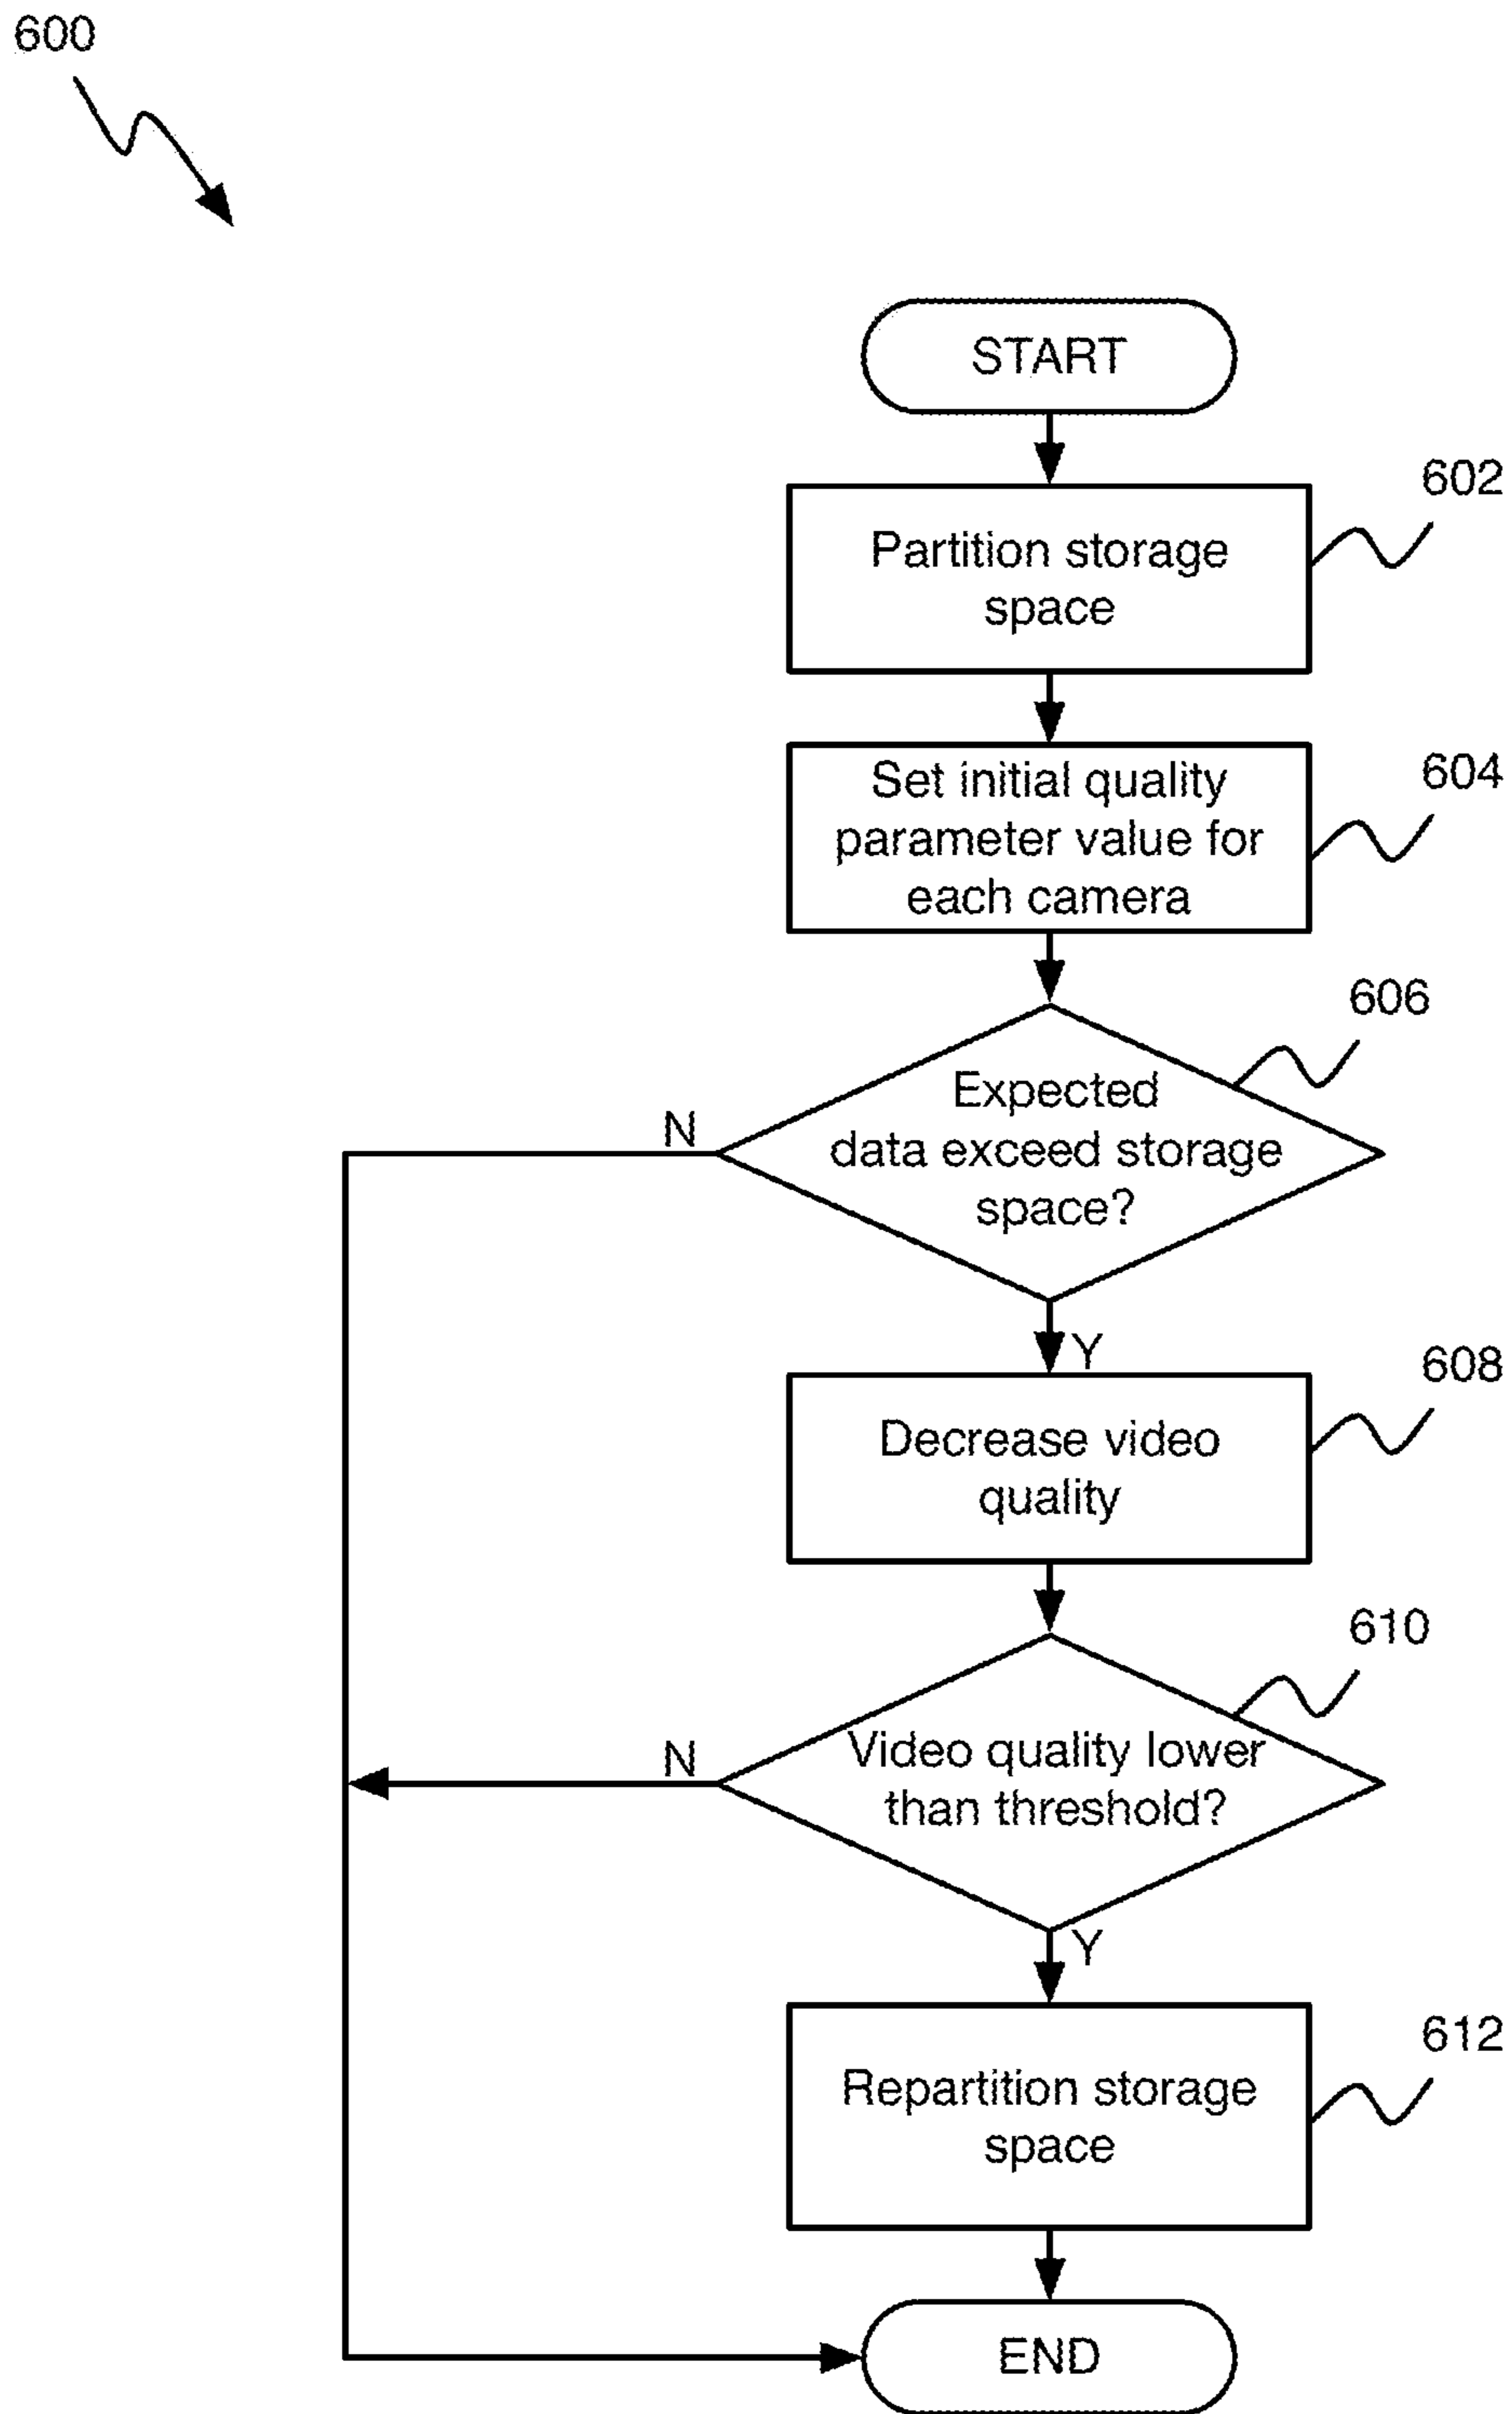 600
START
602
Partition storage
space
604
Set initial quality
parameter value for
each camera
606
Expected
data exceed storage
space?
N
Y
608
Decrease video
quality
610
Video quality lower
than threshold?
N
Y
612
Repartition storage
space
END